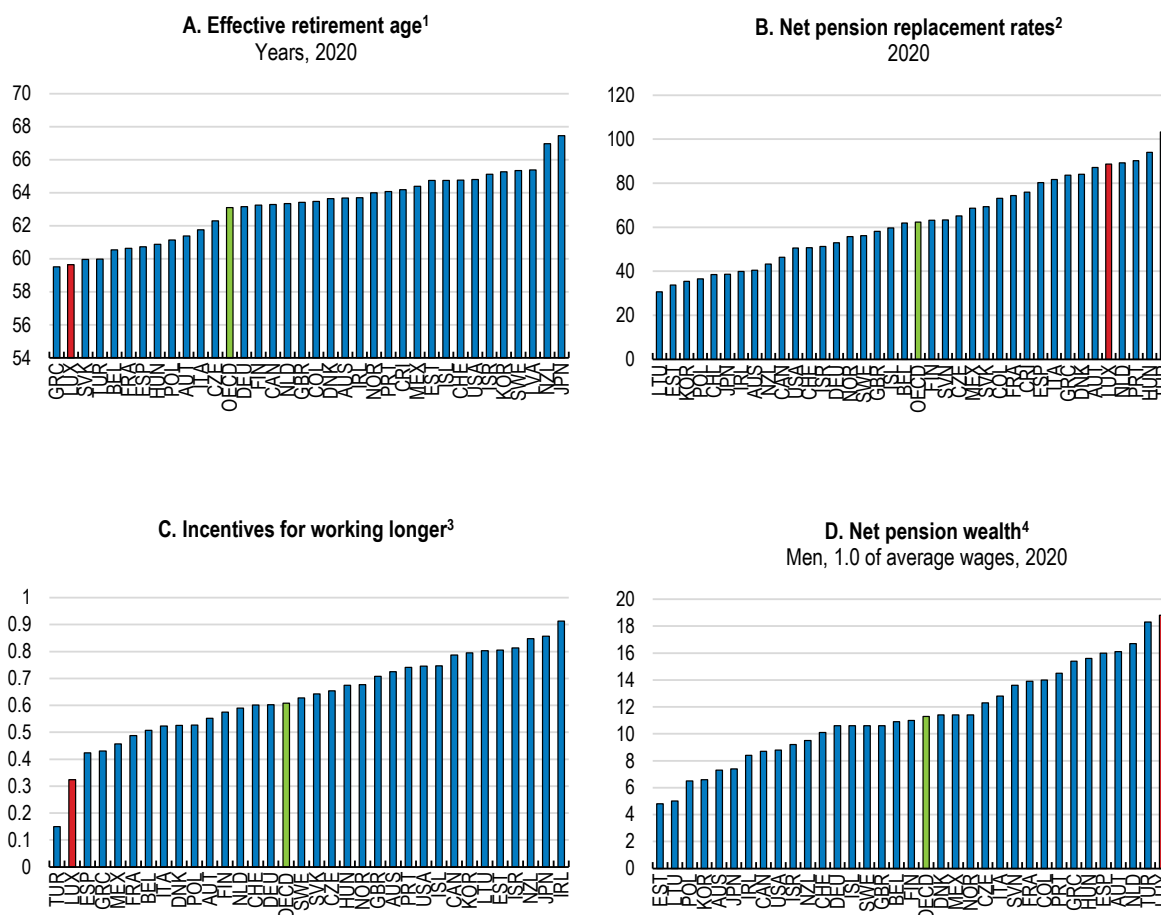 A. Effective retirement age¹
Years, 2020
70
68
66
64
62
60
58
56
54
GRC
LUX
SVK
TUR
BEL
FRA
ESP
HUN
POL
AUT
ITA
CZE
OECD
DEU
FIN
CAN
NLD
GBR
COL
DNK
AUS
IRL
NOR
PRT
CRI
MEX
EST
ISL
CHE
USA
ISR
KOR
SWE
LVA
NZL
JPN
B. Net pension replacement rates²
2020
120
100
80
60
40
20
0
LTU
EST
KOR
POL
CHL
JPN
IRL
AUS
NZL
CAN
USA
CHE
ISR
DEU
NOR
SWE
GBR
ISL
BEL
OECD
FIN
SVN
CZE
MEX
SVK
COL
FRA
CRI
ESP
ITA
GRC
DNK
AUT
LUX
NLD
PRT
HUN
C. Incentives for working longer³
1
0.9
0.8
0.7
0.6
0.5
0.4
0.3
0.2
0.1
0
TUR
LUX
ESP
GRC
MEX
FRA
BEL
ITA
DNK
POL
AUT
FIN
NLD
CHE
DEU
OECD
SWE
SVK
CZE
HUN
NOR
GBR
AUS
PRT
USA
ISL
CAN
KOR
LTU
EST
ISR
NZL
JPN
IRL
D. Net pension wealth⁴
Men, 1.0 of average wages, 2020
20
18
16
14
12
10
8
6
4
2
0
EST
LTU
POL
KOR
AUS
JPN
IRL
CAN
USA
ISR
NZL
CHE
DEU
ISL
SWE
GBR
BEL
FIN
OECD
DNK
MEX
NOR
CZE
ITA
SVN
FRA
COL
PRT
GRC
HUN
ESP
AUT
NLD
TUR
LUX